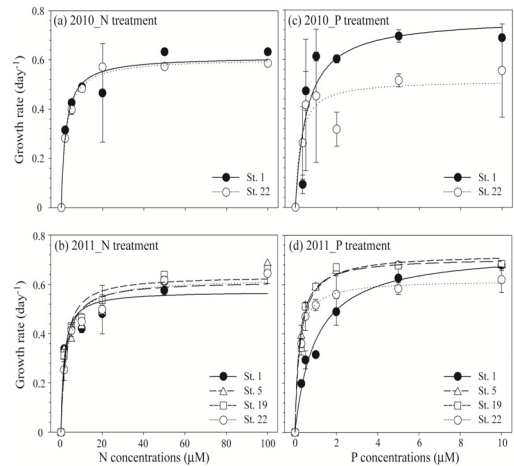 (a) 2010_N treatment
Growth rate (day-1)
0.8
0.6
0.4
0.2
0
St. 1
St. 22
(c) 2010_P treatment
St. 1
St. 22
(b) 2011_N treatment
Growth rate (day-1)
0.8
0.6
0.4
0.2
0
St. 1
St. 5
St. 19
St. 22
0 20 40 60 80 100
N concentrations (μM)
(d) 2011_P treatment
St. 1
St. 5
St. 19
St. 22
0 2 4 6 8 10
P concentrations (μM)